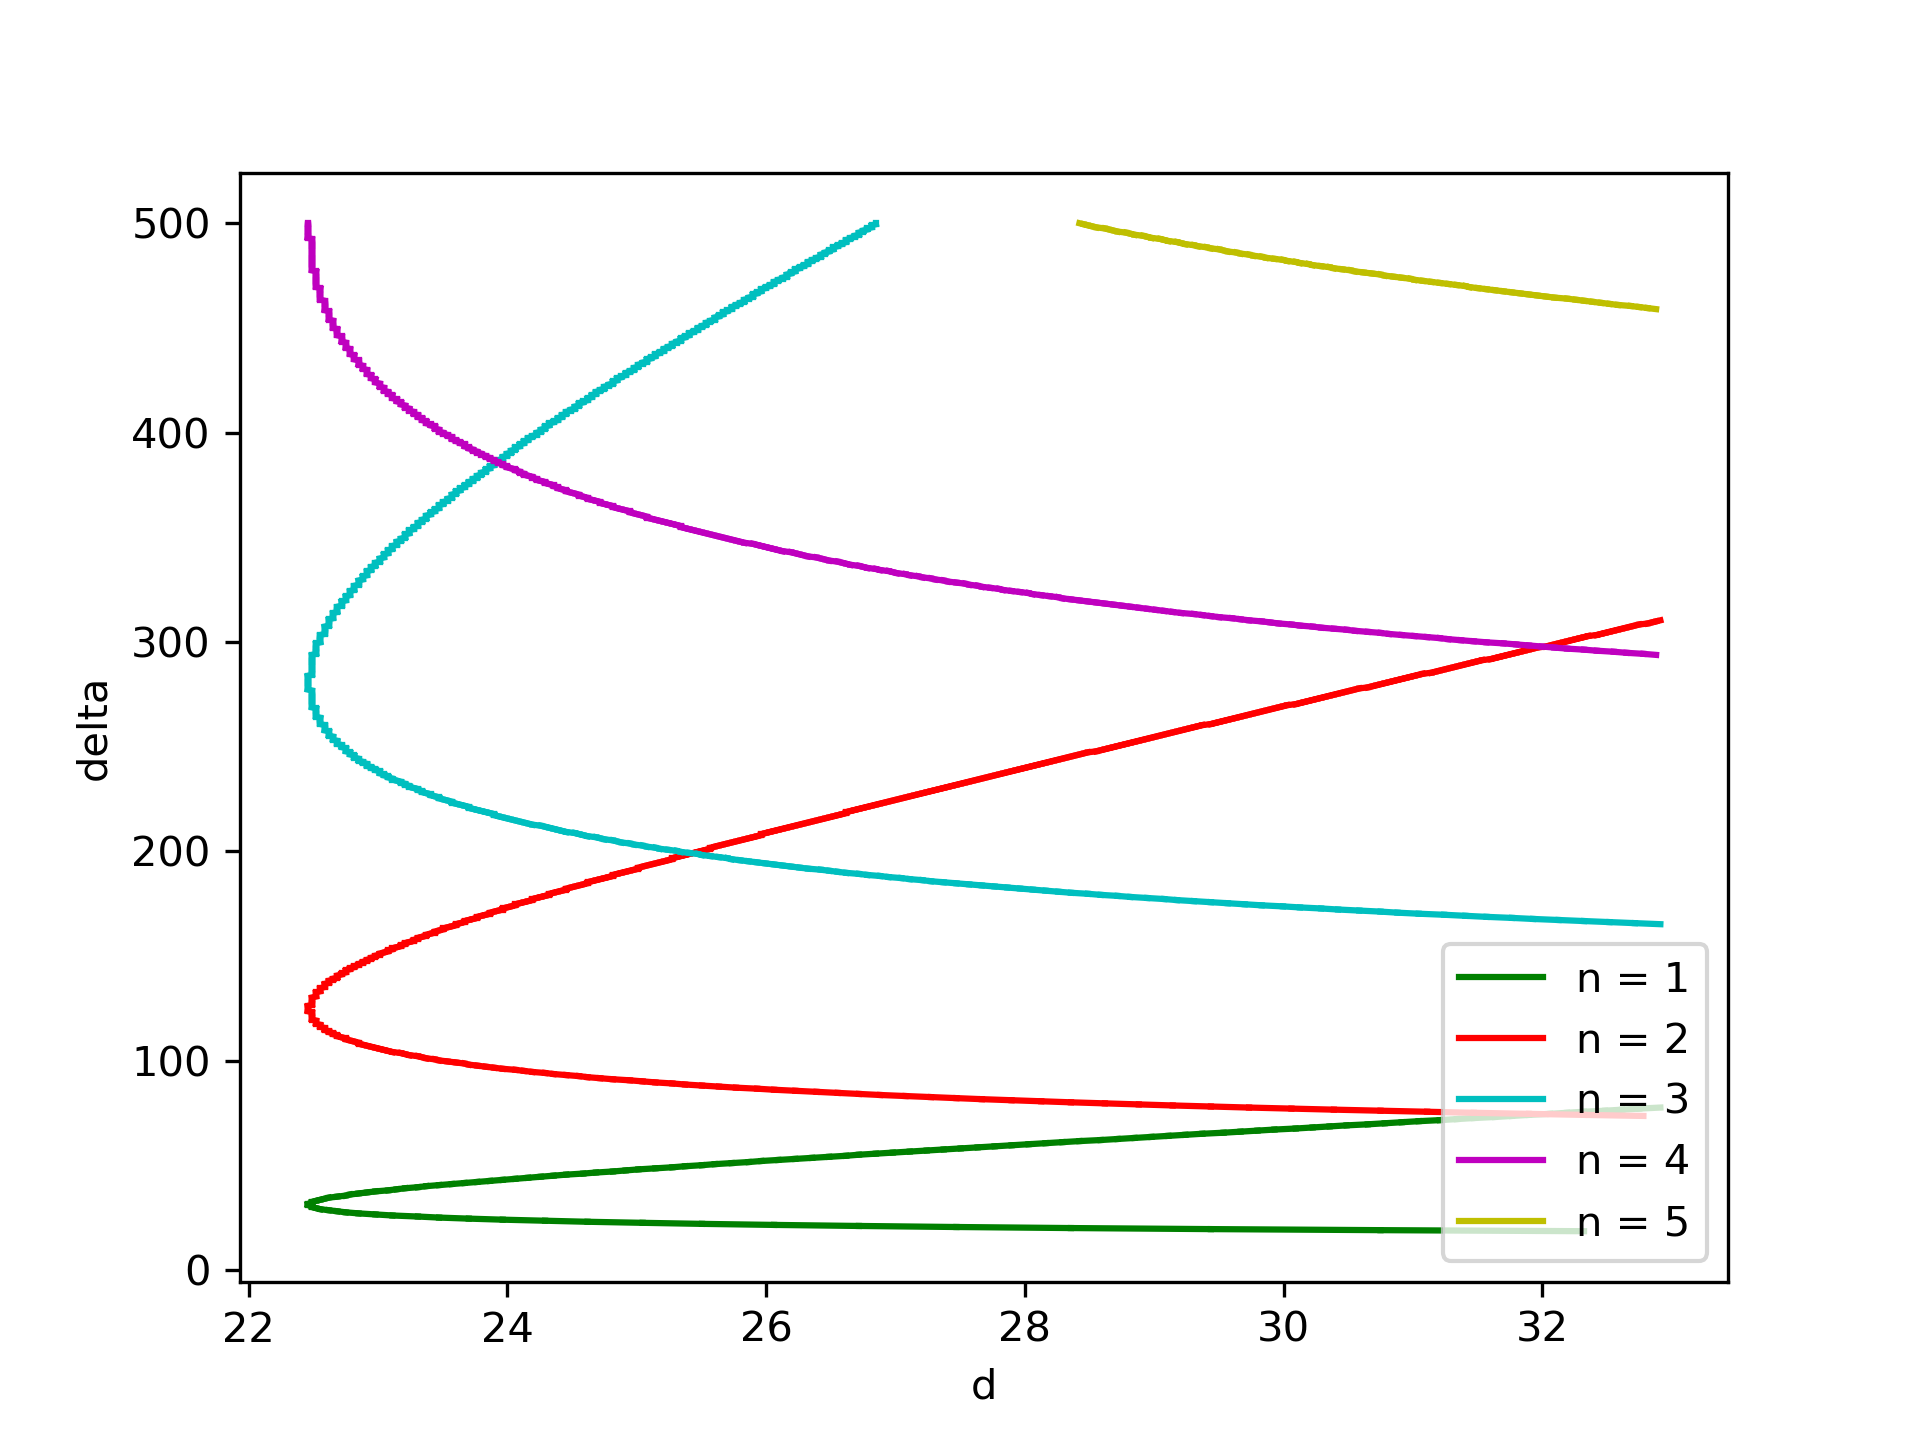 500
400
300
200
100
0
delta
22 24 26 28 30 32
d
n = 1
n = 2
n = 3
n = 4
n = 5